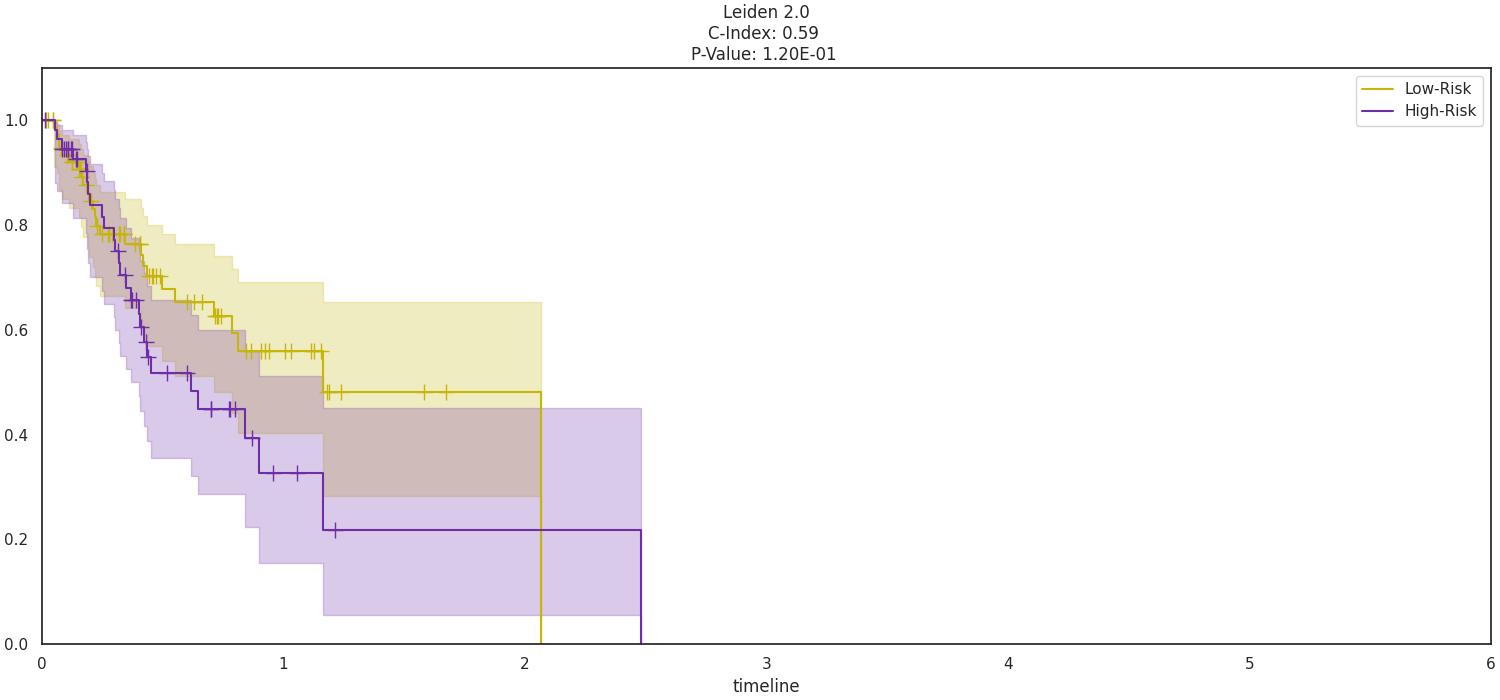 Leiden 2.0
C-Index: 0.59
P-Value: 1.20E-01
Low-Risk
High-Risk
1.0
0.8
0.6
0.4
0.2
0.0
0 1 2 3 4 5 6
timeline